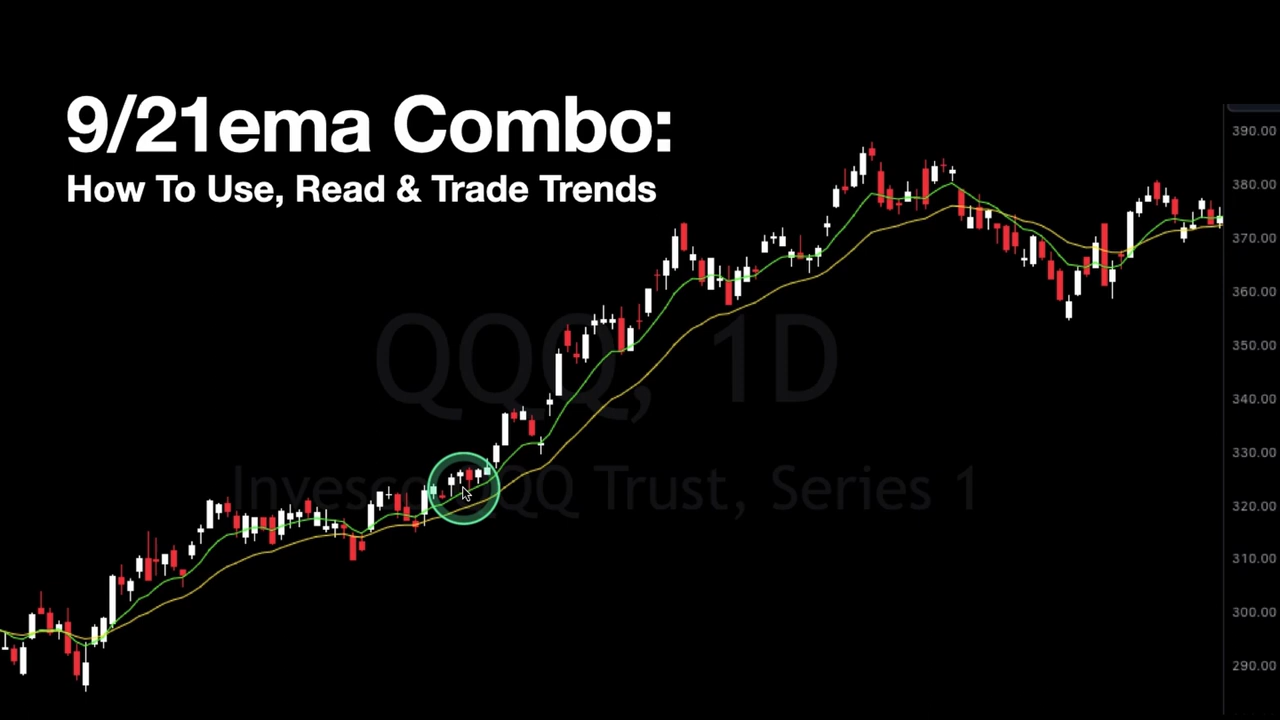 9/21ema Combo:
How To Use, Read & Trade Trends
QQQ, 1D
Invesco QQQ Trust, Series 1
390.00
380.00
370.00
360.00
350.00
340.00
330.00
320.00
310.00
300.00
290.00